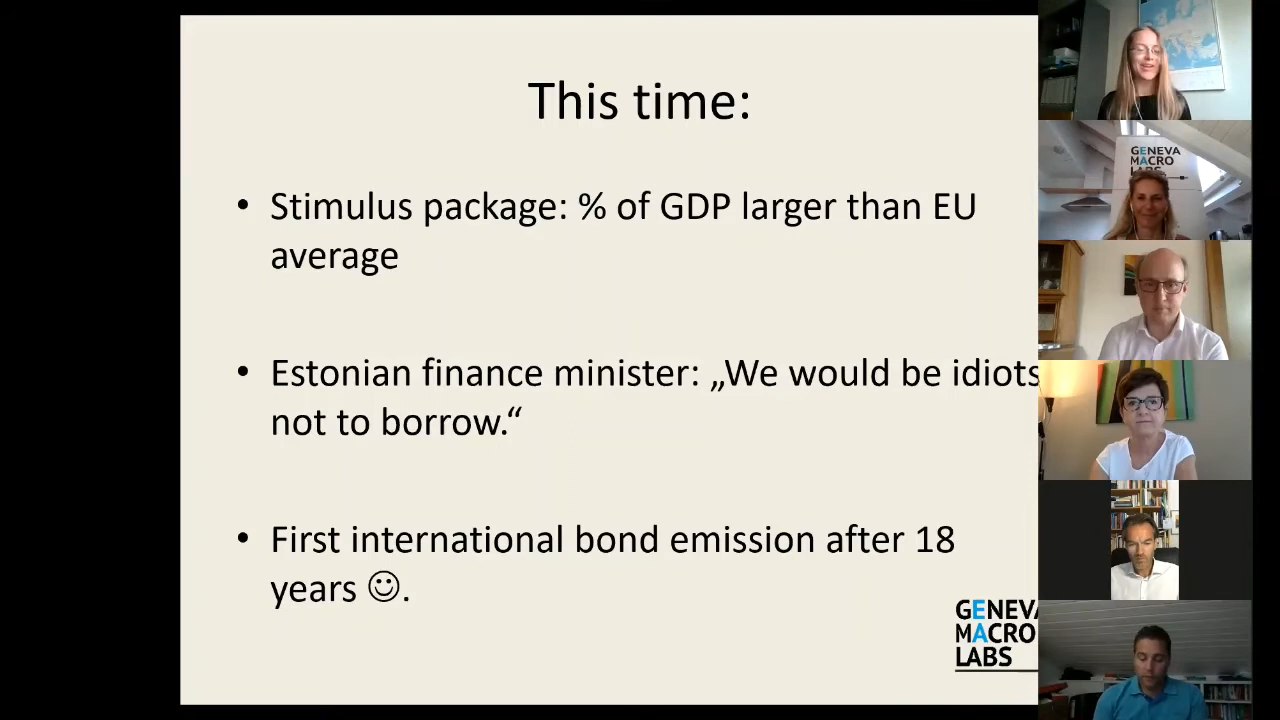 This time:
• Stimulus package: % of GDP larger than EU
average
• Estonian finance minister: „We would be idiots
not to borrow.“
• First international bond emission after 18
years ☺.
GENEVA
MACRO
LABS
GENEVA
MACRO
LABS